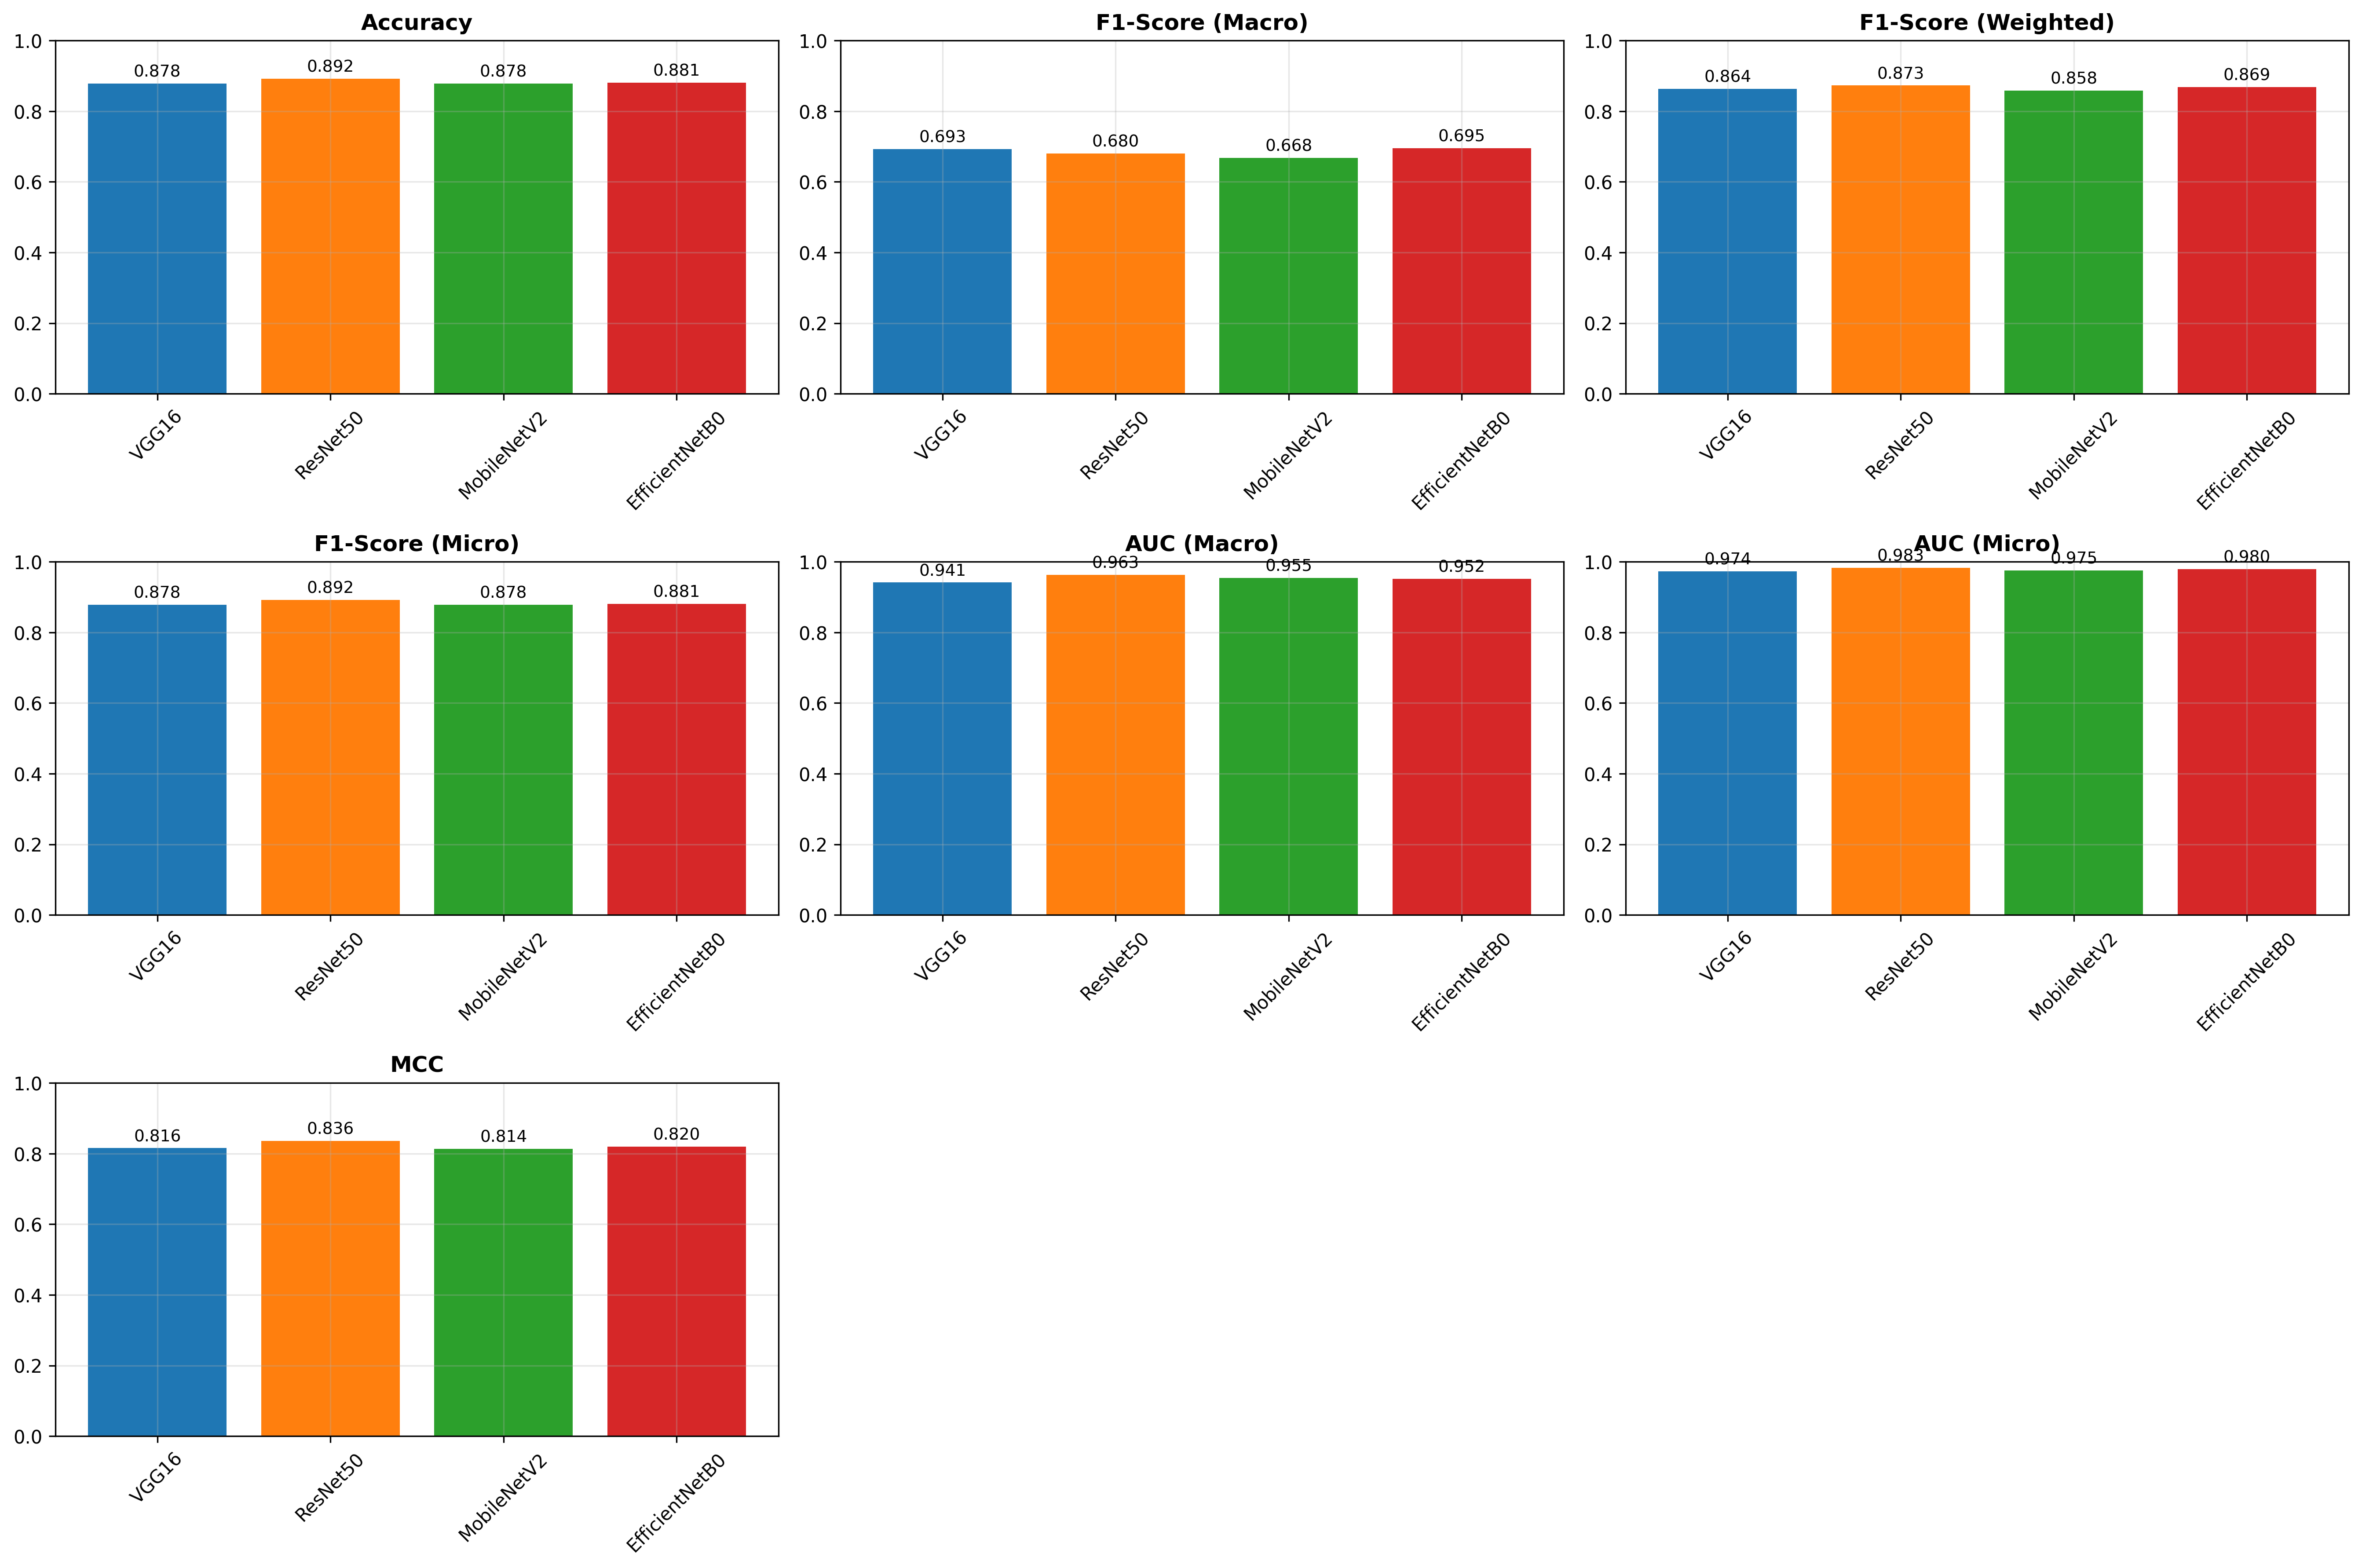 Accuracy
1.0
0.8
0.6
0.4
0.2
0.0
0.878
0.892
0.878
0.881
VGG16
ResNet50
MobileNetV2
EfficientNetB0
F1-Score (Macro)
1.0
0.8
0.6
0.4
0.2
0.0
0.693
0.680
0.668
0.695
VGG16
ResNet50
MobileNetV2
EfficientNetB0
F1-Score (Weighted)
1.0
0.8
0.6
0.4
0.2
0.0
0.864
0.873
0.858
0.869
VGG16
ResNet50
MobileNetV2
EfficientNetB0
F1-Score (Micro)
1.0
0.8
0.6
0.4
0.2
0.0
0.878
0.892
0.878
0.881
VGG16
ResNet50
MobileNetV2
EfficientNetB0
AUC (Macro)
1.0
0.8
0.6
0.4
0.2
0.0
0.941
0.963
0.955
0.952
VGG16
ResNet50
MobileNetV2
EfficientNetB0
AUC (Micro)
1.0
0.8
0.6
0.4
0.2
0.0
0.974
0.983
0.975
0.980
VGG16
ResNet50
MobileNetV2
EfficientNetB0
MCC
1.0
0.8
0.6
0.4
0.2
0.0
0.816
0.836
0.814
0.820
VGG16
ResNet50
MobileNetV2
EfficientNetB0